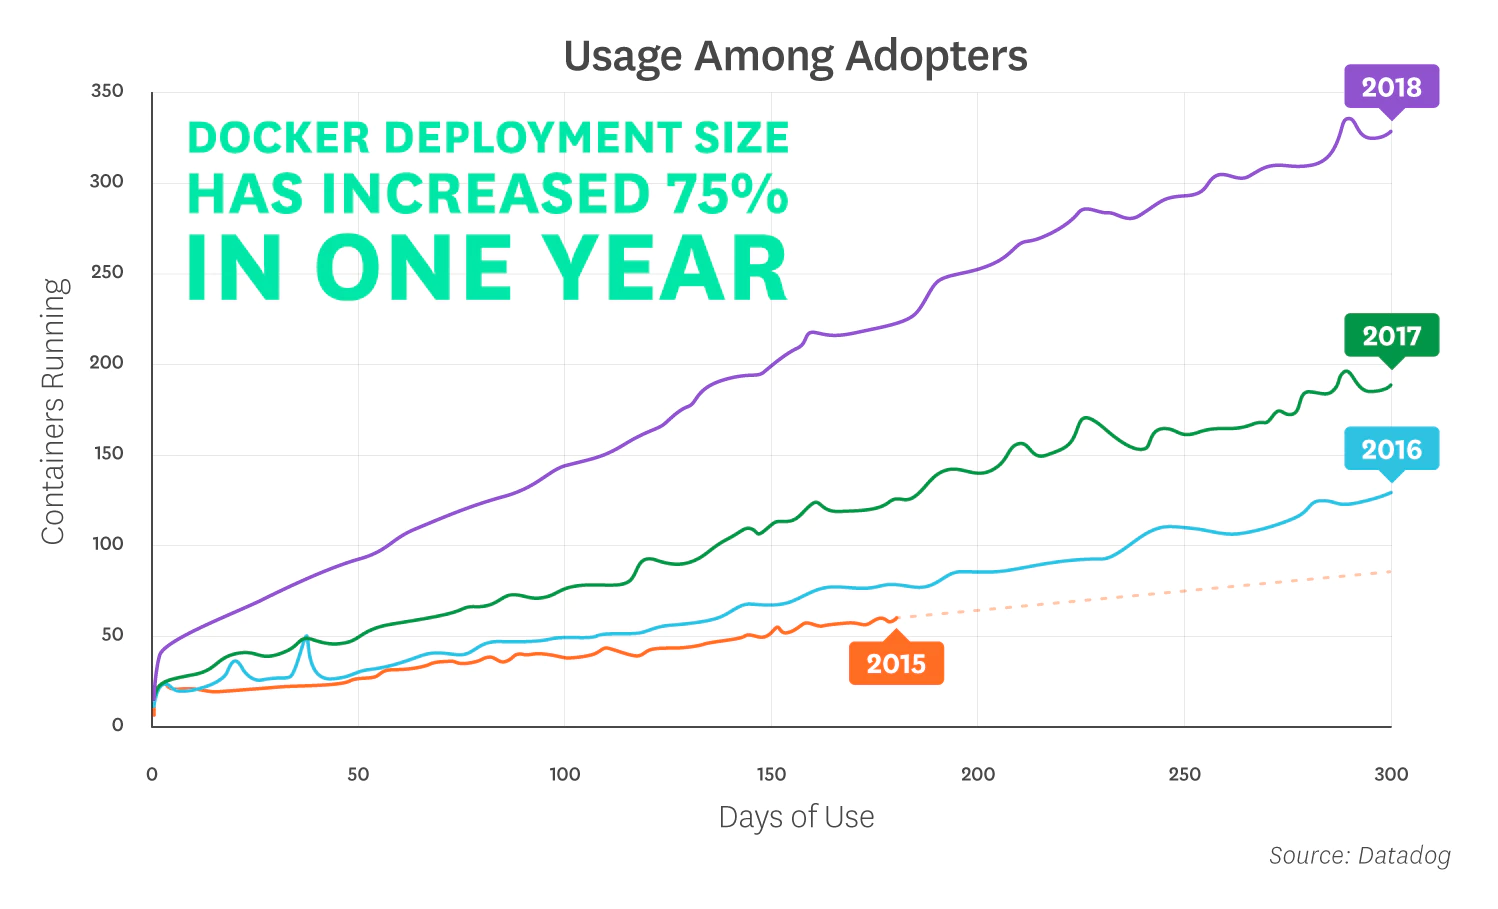 Usage Among Adopters
DOCKER DEPLOYMENT SIZE
HAS INCREASED 75%
IN ONE YEAR
2018
2017
2016
2015
350
300
250
200
150
100
50
0
Containers Running
0 50 100 150 200 250 300
Days of Use
Source: Datadog